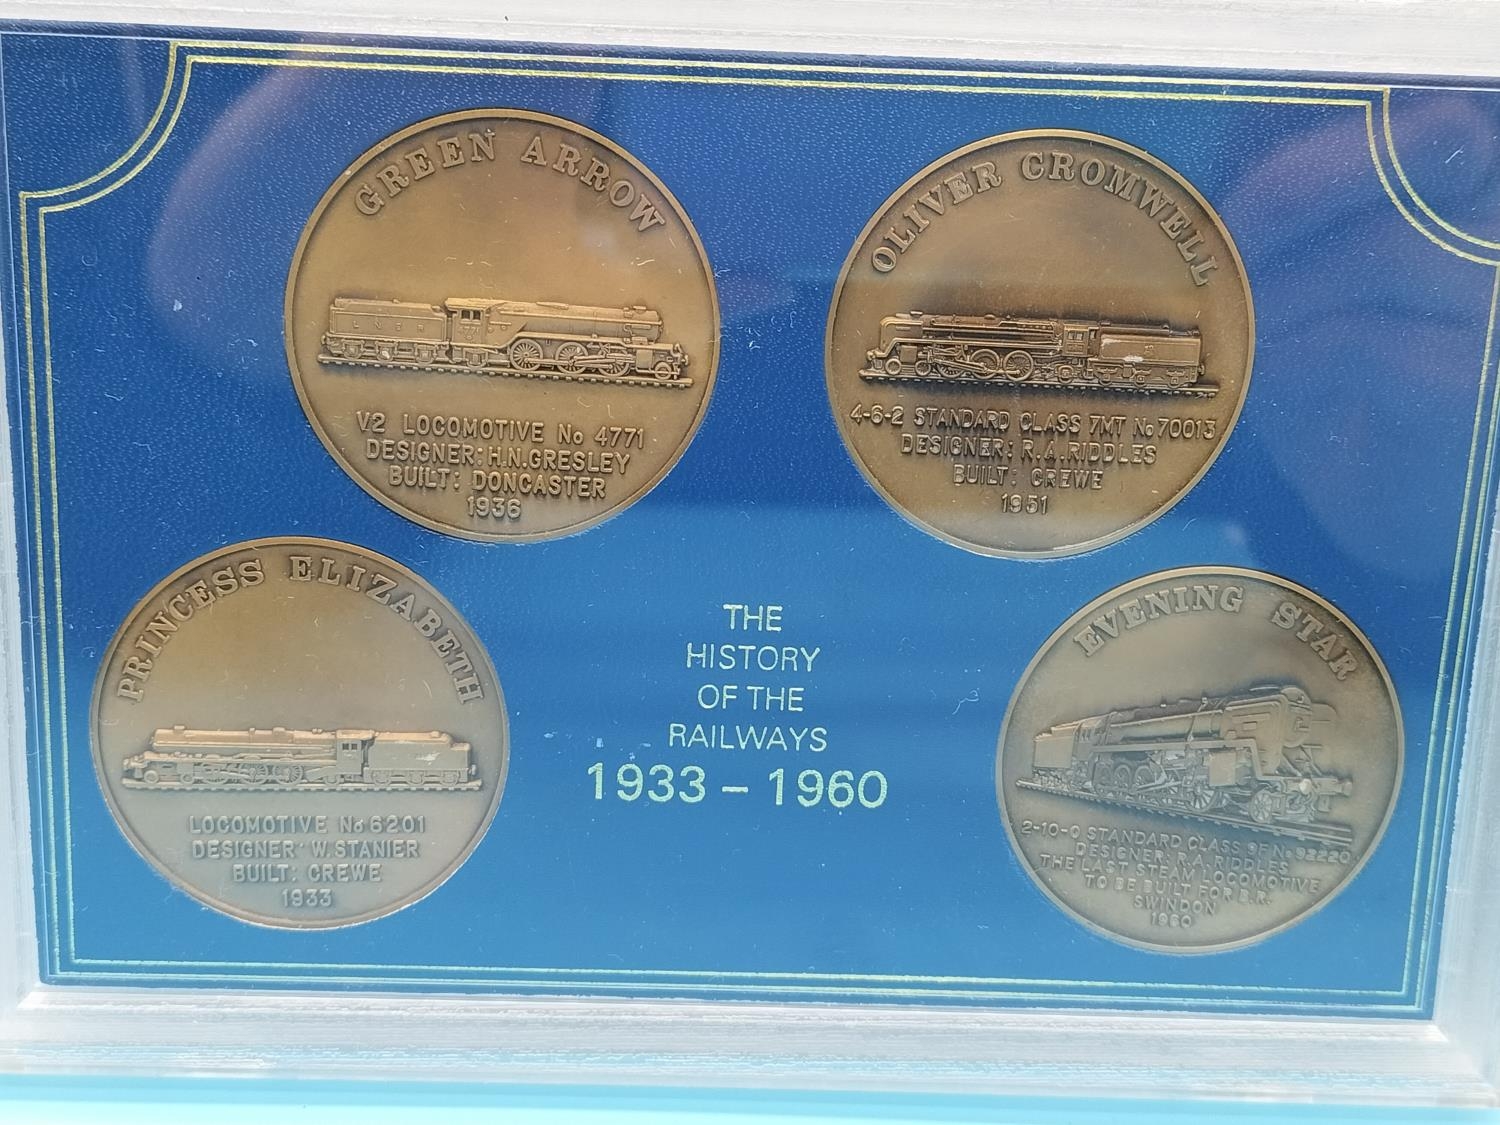 GREEN ARROW
L N E R
4771
V2 LOCOMOTIVE No 4771
DESIGNER: H.N. GRESLEY
BUILT: DONCASTER
1936
OLIVER CROMWELL
4-6-2 STANDARD CLASS 7MT No 70013
DESIGNER: R.A. RIDDLES
BUILT: CREWE
1951
PRINCESS ELIZABETH
LOCOMOTIVE No 6201
DESIGNER: W. STANIER
BUILT: CREWE
1933
THE
HISTORY
OF THE
RAILWAYS
1933 – 1960
EVENING STAR
2-10-0 STANDARD CLASS 9F No 92220
DESIGNER: R.A. RIDDLES
THE LAST STEAM LOCOMOTIVE
TO BE BUILT FOR B.R.
SWINDON
1960